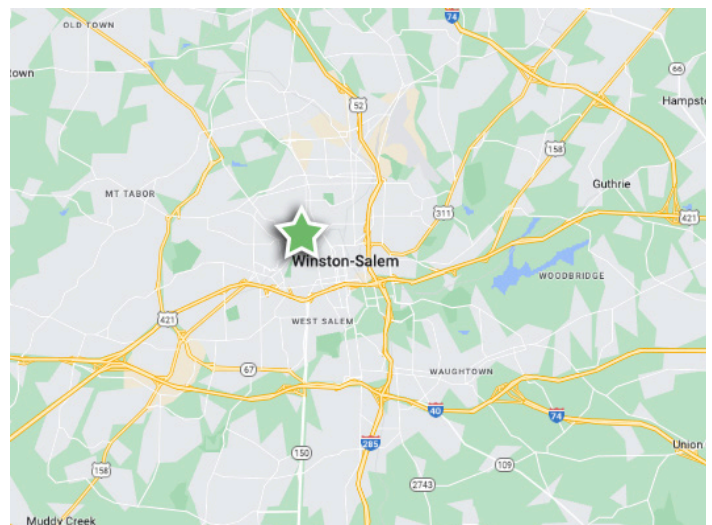 74
OLD TOWN
town
66
52
Hampste
158
Guthrie
MT TABOR
311
421
Winston-Salem
WOODBRIDGE
421
WEST SALEM
67
WAUGHTOWN
40
74
285
Union
150
109
158
2743
Muddy Creek